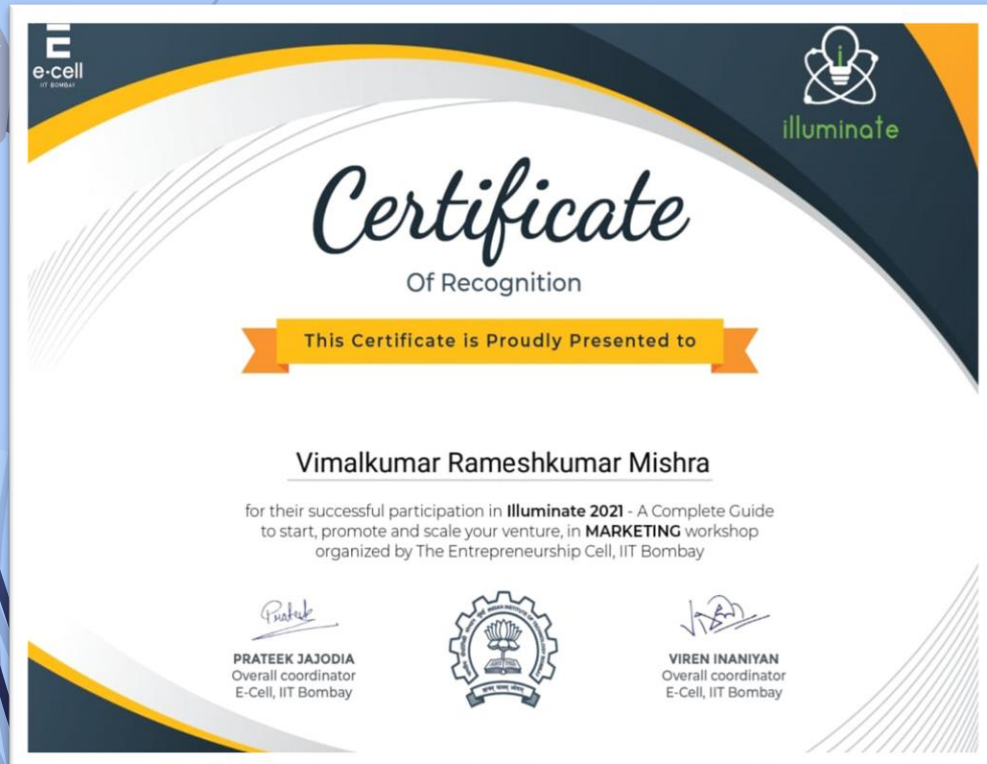 e-cell
IIT BOMBAY
illuminate
Certificate
Of Recognition
This Certificate is Proudly Presented to
Vimalkumar Rameshkumar Mishra
for their successful participation in Illuminate 2021 - A Complete Guide
to start, promote and scale your venture, in MARKETING workshop
organized by The Entrepreneurship Cell, IIT Bombay
Prateek
PRATEEK JAJODIA
Overall coordinator
E-Cell, IIT Bombay
VIREN INANIYAN
Overall coordinator
E-Cell, IIT Bombay